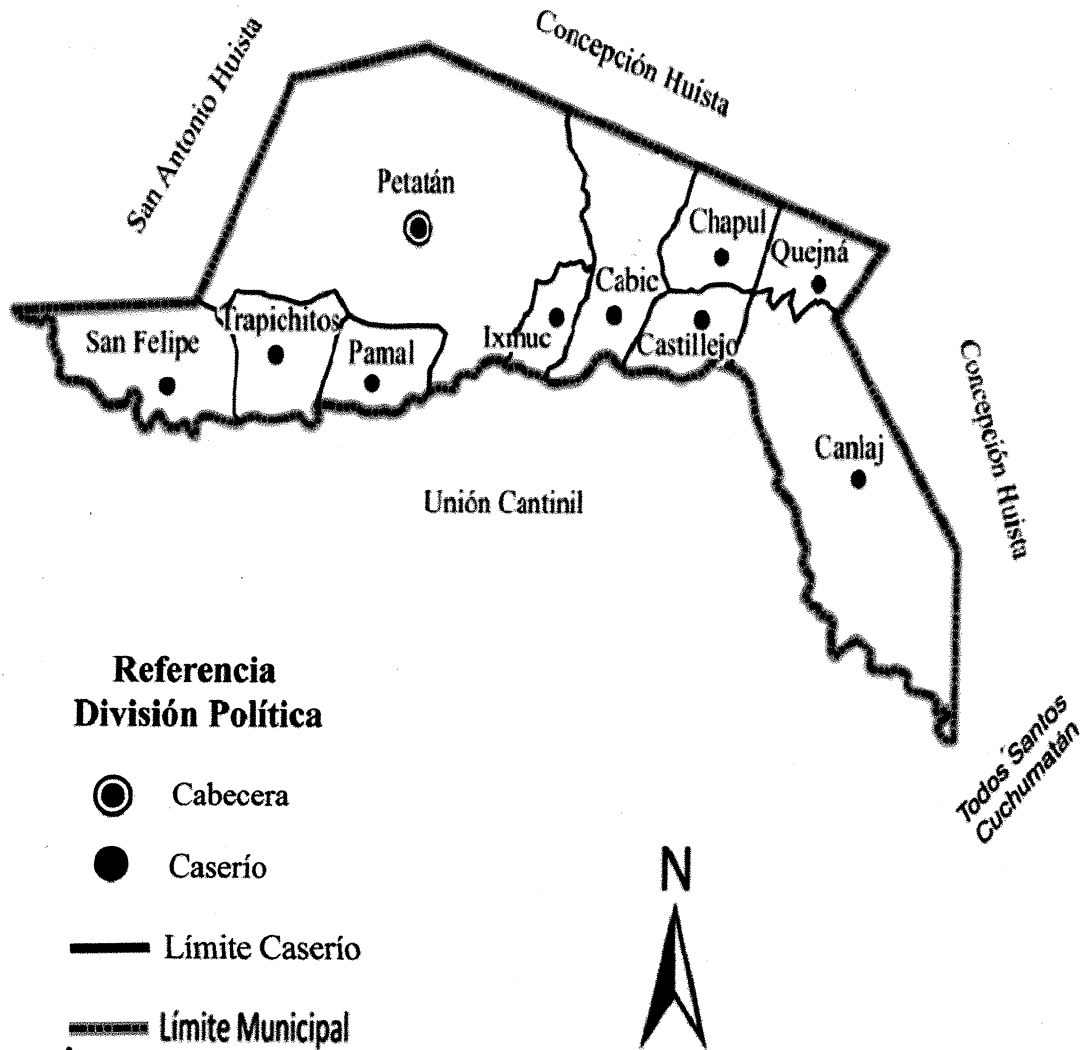 San Antonio Huista
Concepción Huista
Petatán
Chapul
Quejná
Cabic
Trapichitos
San Felipe
Pamal
Ixmuc
Castillejo
Concepción Huista
Canlaj
Unión Cantinil
Todos Santos
Cuchumatán
Referencia
División Política
Cabecera
Caserío
Límite Caserío
Límite Municipal
N